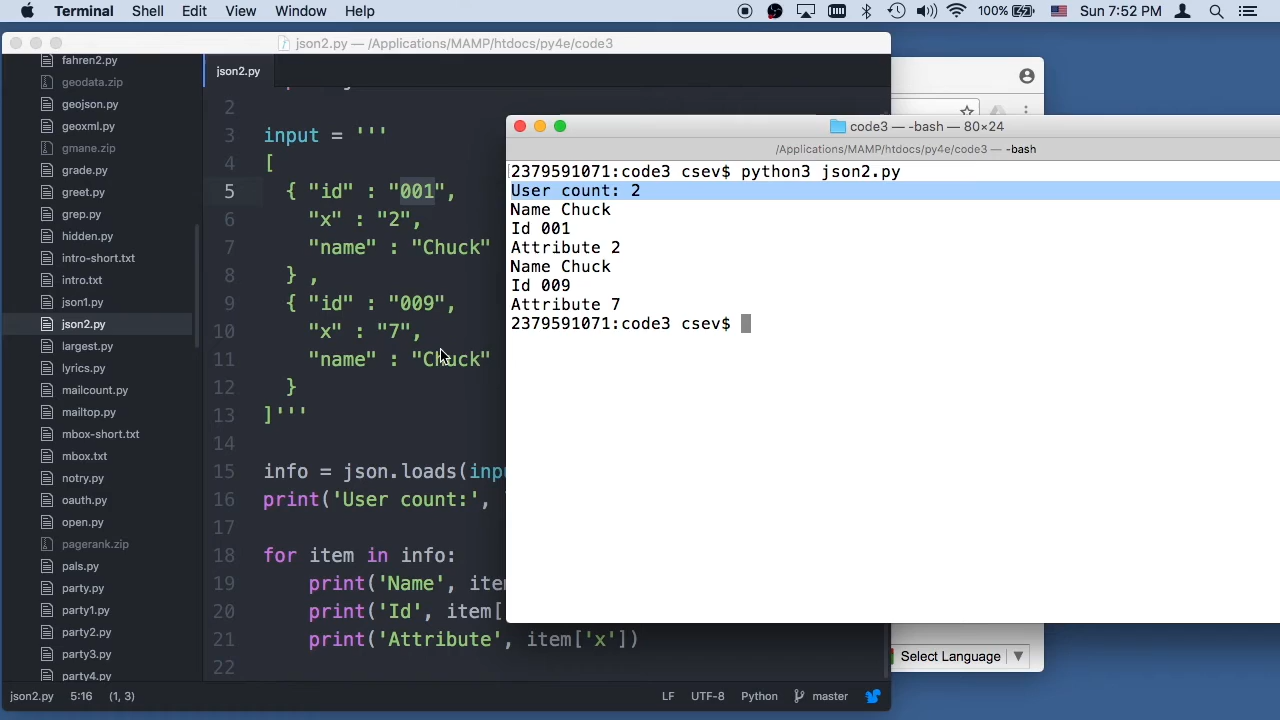 Terminal Shell Edit View Window Help 100% Sun 7:52 PM
json2.py — /Applications/MAMP/htdocs/py4e/code3
fahren2.py
geodata.zip
geojson.py
geoxml.py
gmane.zip
grade.py
greet.py
grep.py
hidden.py
intro-short.txt
intro.txt
json1.py
json2.py
largest.py
lyrics.py
mailcount.py
mailtop.py
mbox-short.txt
mbox.txt
notry.py
oauth.py
open.py
pagerank.zip
pals.py
party.py
party1.py
party2.py
party3.py
party4.py
json2.py
2
3 input = '''
4 [
5 { "id" : "001",
6 "x" : "2",
7 "name" : "Chuck"
8 } ,
9 { "id" : "009",
10 "x" : "7",
11 "name" : "Chuck"
12 }
13 ]'''
14
15 info = json.loads(inpu
16 print('User count:',
17
18 for item in info:
19 print('Name', item
20 print('Id', item[
21 print('Attribute', item['x'])
22
json2.py 5:16 (1, 3) LF UTF-8 Python master
code3 — -bash — 80×24
/Applications/MAMP/htdocs/py4e/code3 — -bash
2379591071:code3 csev$ python3 json2.py
User count: 2
Name Chuck
Id 001
Attribute 2
Name Chuck
Id 009
Attribute 7
2379591071:code3 csev$
Select Language ▼